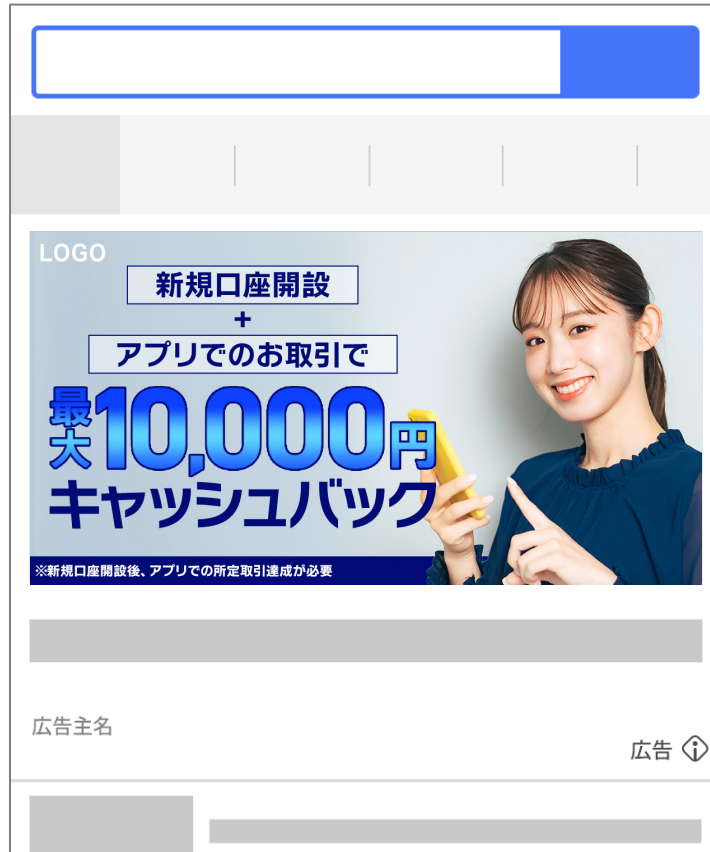 LOGO
新規口座開設
+
アプリでのお取引で
最大10,000円
キャッシュバック
※新規口座開設後、アプリでの所定取引達成が必要
広告主名
広告